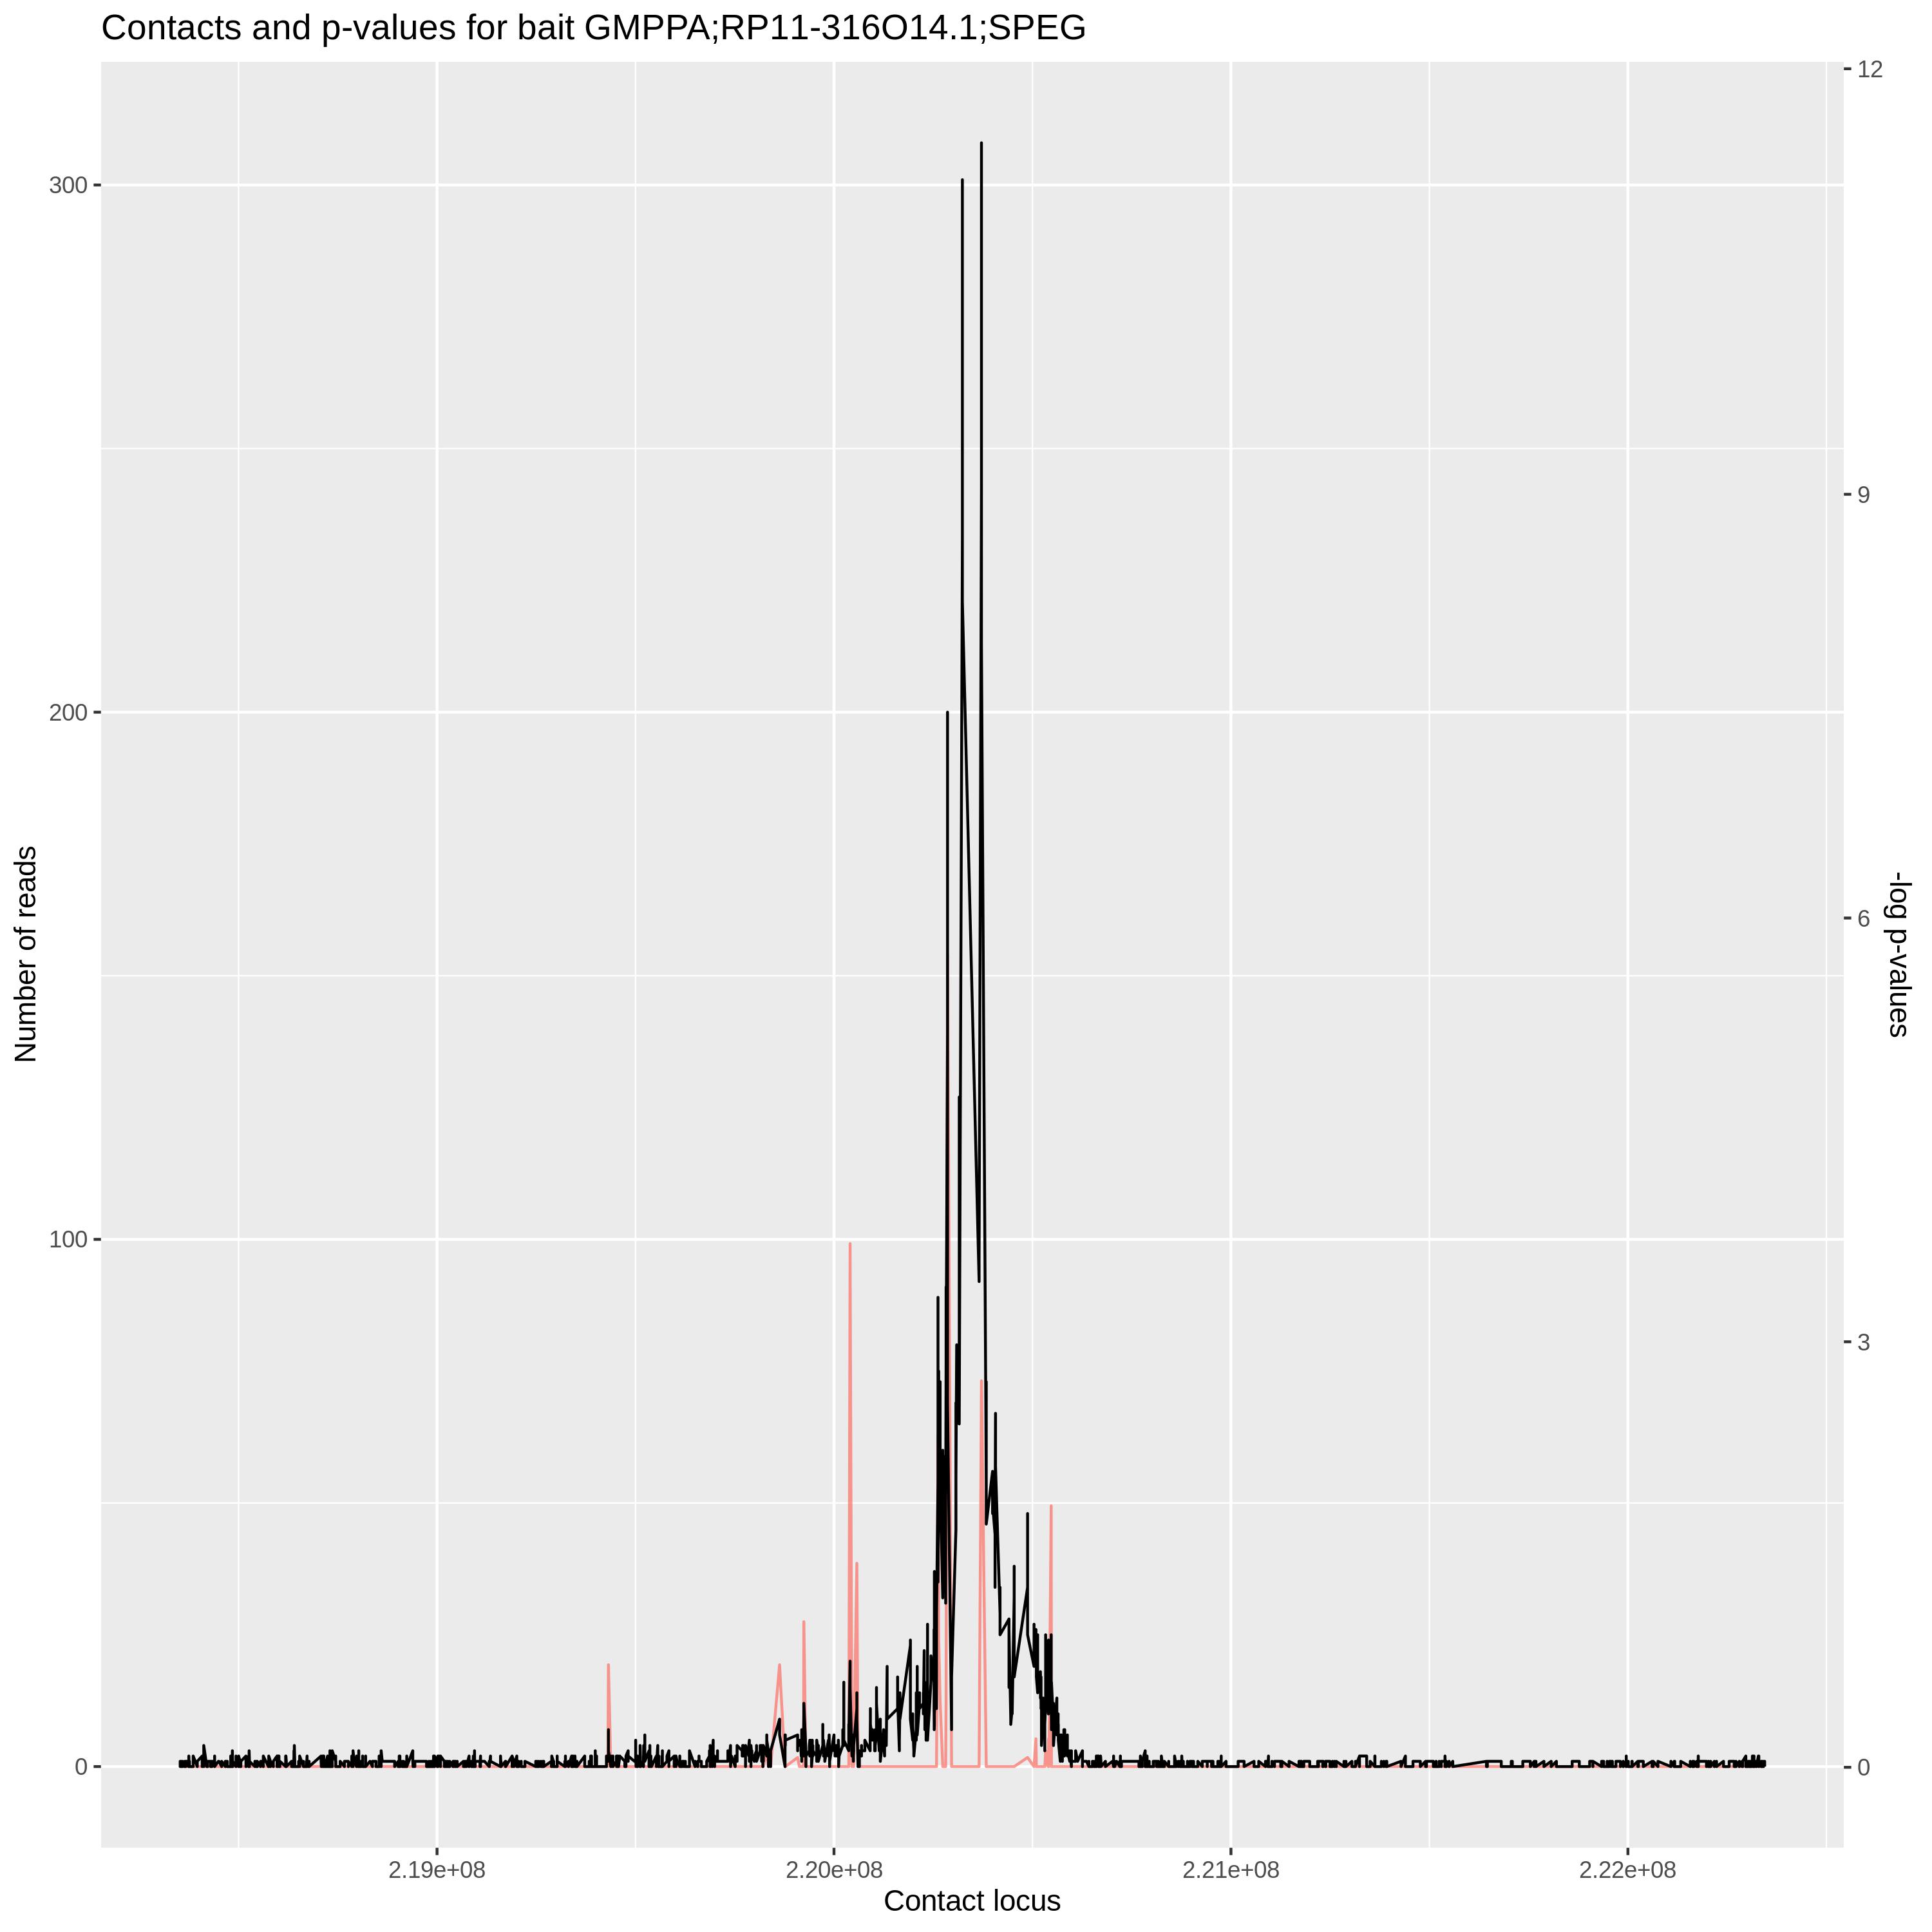 Contacts and p-values for bait GMPPA;RP11-316O14.1;SPEG
12
300
9
200
6
Number of reads
-log p-values
100
3
0
0
2.19e+08
2.20e+08
2.21e+08
2.22e+08
Contact locus